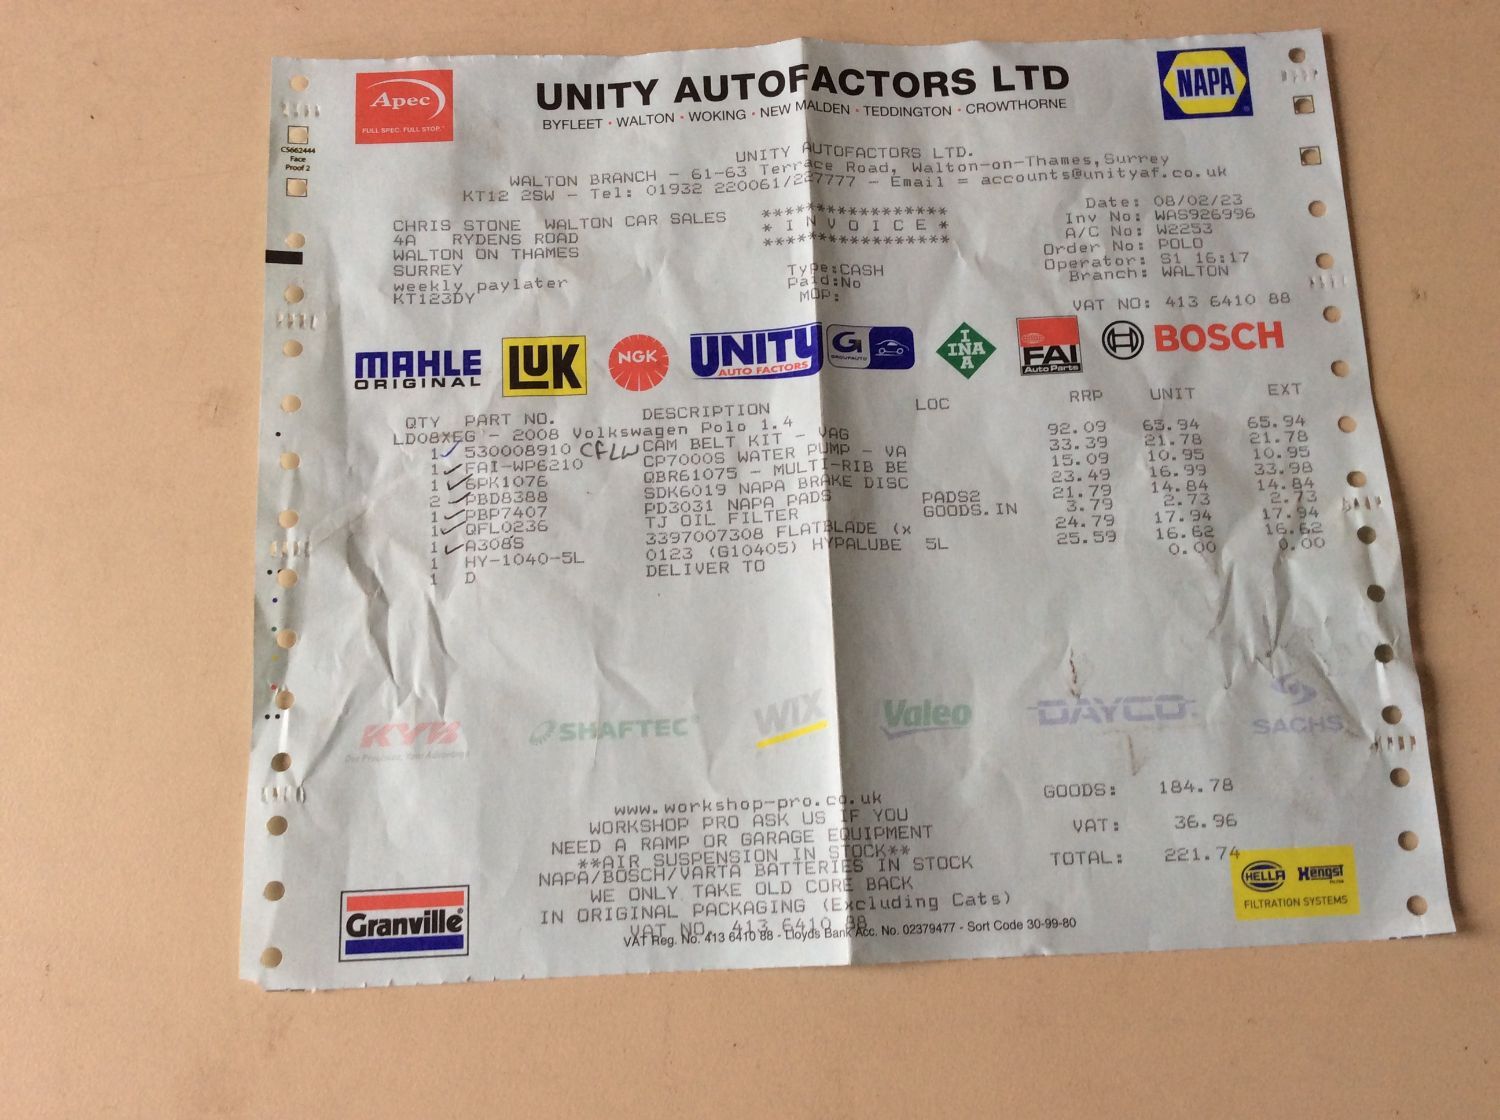 Apec
FULL SPEC. FULL STOP.
UNITY AUTOFACTORS LTD
BYFLEET • WALTON • WOKING • NEW MALDEN • TEDDINGTON • CROWTHORNE
NAPA
CS662444
Face
Proof 2
UNITY AUTOFACTORS LTD.
WALTON BRANCH - 61-63 Terrace Road, Walton-on-Thames,Surrey
KT12 2SW - Tel: 01932 220061/227777 - Email = accounts@unityaf.co.uk
CHRIS STONE WALTON CAR SALES
4A RYDENS ROAD
WALTON ON THAMES
SURREY
weekly paylater
KT123DY
* I N V O I C E *
Type:CASH
Paid:No
MOP:
Date: 08/02/23
Inv No: WAS926996
A/C No: W2253
Order No: POLO
Operator: S1 16:17
Branch: WALTON
VAT NO: 413 6410 88
MAHLE
ORIGINAL
LUK
NGK
UNITY
AUTO FACTORS
G
GROUPAUTO
INA
FAI
Auto Parts
BOSCH
QTY PART NO. DESCRIPTION LOC RRP UNIT EXT
LD08XEG - 2008 Volkswagen Polo 1.4
1 530008910 CFLW CAM BELT KIT - VAG 92.09 65.94 65.94
1 FAI-WP6210 CP7000S WATER PUMP - VA 33.39 21.78 21.78
1 6PK1076 QBR61075 - MULTI-RIB BE 15.09 10.95 10.95
2 PBD8388 SDK6019 NAPA BRAKE DISC 23.49 16.99 33.98
1 PBP7407 PD3031 NAPA PADS PADS2 21.79 14.84 14.84
1 QFL0236 TJ OIL FILTER GOODS.IN 3.79 2.73 2.73
1 A308S 3397007308 FLATBLADE (x 24.79 17.94 17.94
1 HY-1040-5L 0123 (G10405) HYPALUBE 5L 25.59 16.62 16.62
1 D DELIVER TO 0.00 0.00
KYB
SHAFTEC
WIX
Valeo
DAYCO
SACHS
www.workshop-pro.co.uk
WORKSHOP PRO ASK US IF YOU
NEED A RAMP OR GARAGE EQUIPMENT
**AIR SUSPENSION IN STOCK**
NAPA/BOSCH/VARTA BATTERIES IN STOCK
WE ONLY TAKE OLD CORE BACK
IN ORIGINAL PACKAGING (Excluding Cats)
VAT NO. 413 6410 88
GOODS: 184.78
VAT: 36.96
TOTAL: 221.74
Granville
VAT Reg. No. 413 6410 88 - Lloyds Bank Acc. No. 02379477 - Sort Code 30-99-80
HELLA Hengst
FILTRATION SYSTEMS